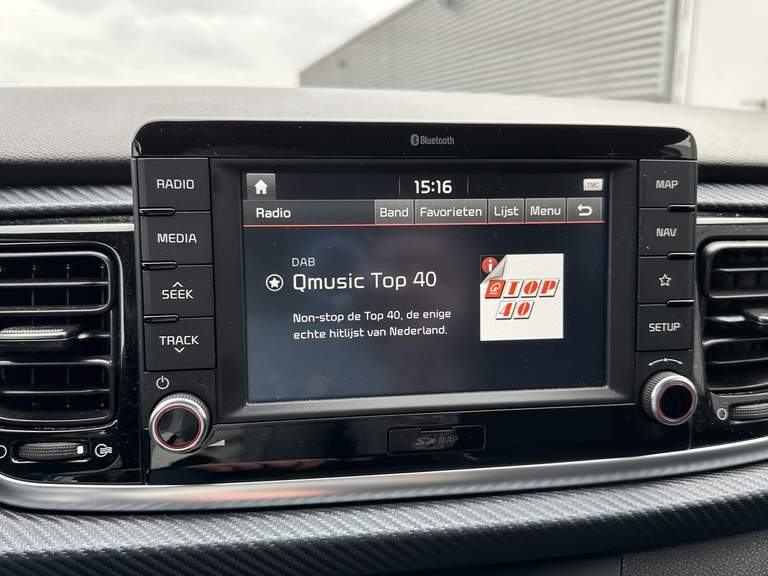 Bluetooth
RADIO
MEDIA
SEEK
TRACK
15:16
TMC
Radio
Band
Favorieten
Lijst
Menu
DAB
Qmusic Top 40
Non-stop de Top 40, de enige
echte hitlijst van Nederland.
i
TOP
40
MAP
NAV
SETUP
SD MAP